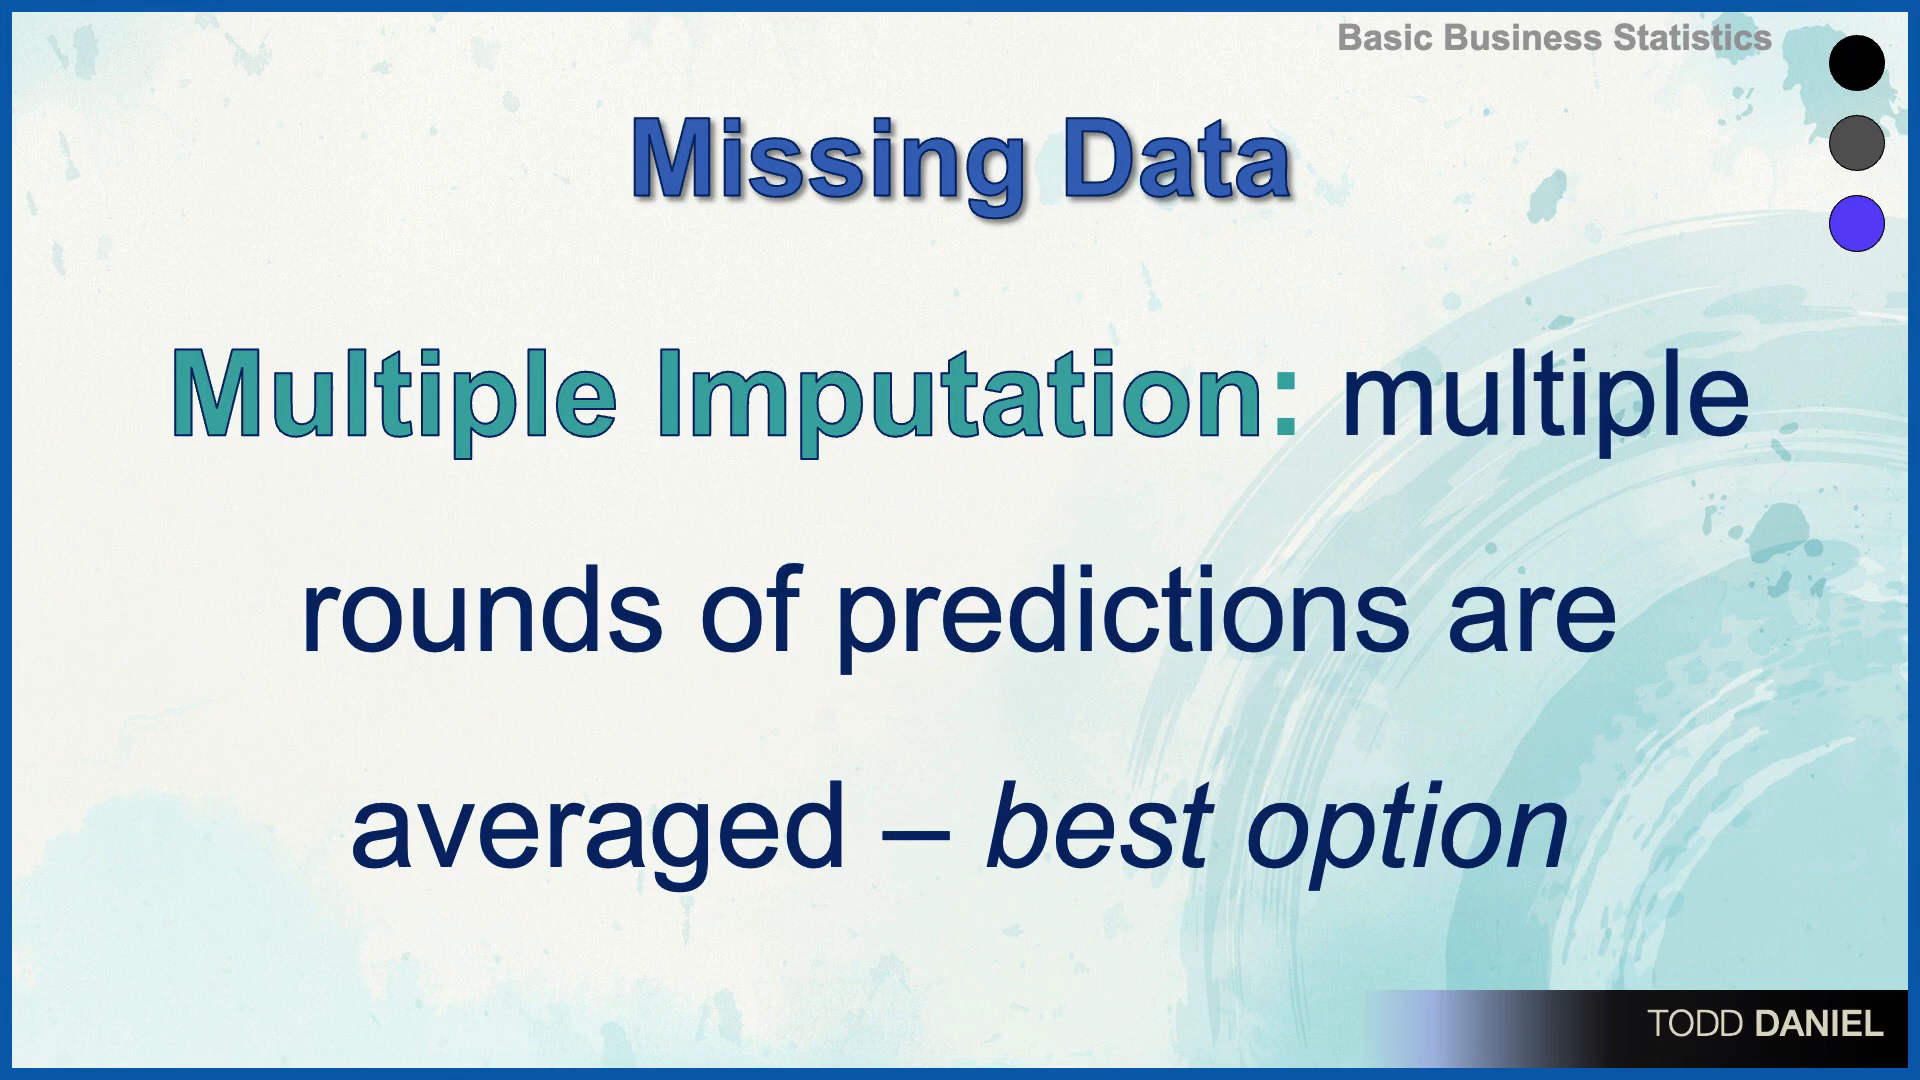 Basic Business Statistics
Missing Data
Multiple Imputation: multiple
rounds of predictions are
averaged – best option
TODD DANIEL